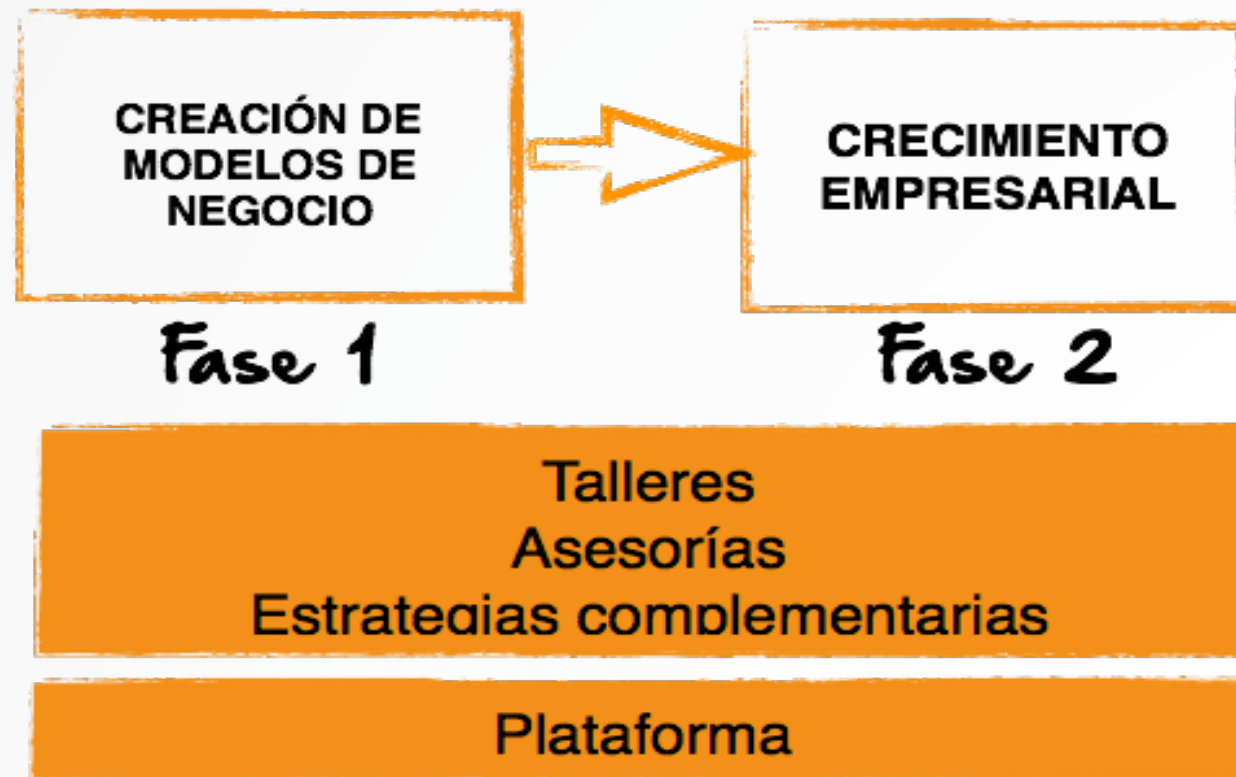 CREACIÓN DE
MODELOS DE
NEGOCIO
CRECIMIENTO
EMPRESARIAL
Fase 1
Fase 2
Talleres
Asesorías
Estrategias complementarias
Plataforma